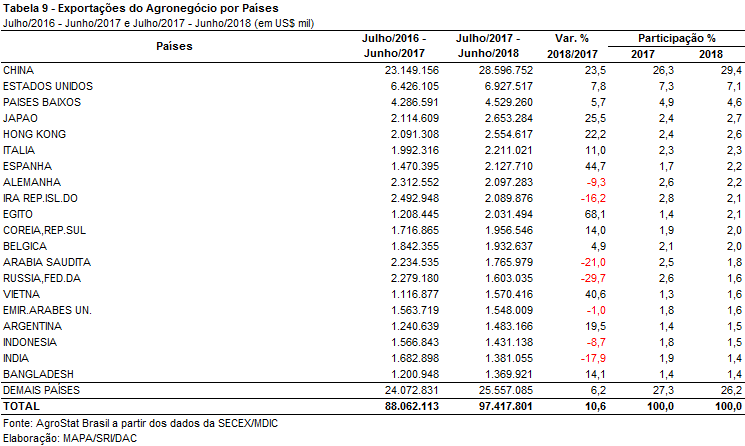 Tabela 9 - Exportações do Agronegócio por Países
Julho/2016 - Junho/2017 e Julho/2017 - Junho/2018 (em US$ mil)
Países Julho/2016 - Junho/2017 Julho/2017 - Junho/2018 Var. % 2018/2017 Participação % 2017 2018
CHINA 23.149.156 28.596.752 23,5 26,3 29,4
ESTADOS UNIDOS 6.426.105 6.927.517 7,8 7,3 7,1
PAISES BAIXOS 4.286.591 4.529.260 5,7 4,9 4,6
JAPAO 2.114.609 2.653.284 25,5 2,4 2,7
HONG KONG 2.091.308 2.554.617 22,2 2,4 2,6
ITALIA 1.992.316 2.211.021 11,0 2,3 2,3
ESPANHA 1.470.395 2.127.710 44,7 1,7 2,2
ALEMANHA 2.312.552 2.097.283 -9,3 2,6 2,2
IRA REP.ISL.DO 2.492.948 2.089.876 -16,2 2,8 2,1
EGITO 1.208.445 2.031.494 68,1 1,4 2,1
COREIA,REP.SUL 1.716.865 1.956.546 14,0 1,9 2,0
BELGICA 1.842.355 1.932.637 4,9 2,1 2,0
ARABIA SAUDITA 2.234.535 1.765.979 -21,0 2,5 1,8
RUSSIA,FED.DA 2.279.180 1.603.035 -29,7 2,6 1,6
VIETNA 1.116.877 1.570.416 40,6 1,3 1,6
EMIR.ARABES UN. 1.563.719 1.548.009 -1,0 1,8 1,6
ARGENTINA 1.240.639 1.483.166 19,5 1,4 1,5
INDONESIA 1.566.843 1.431.138 -8,7 1,8 1,5
INDIA 1.682.898 1.381.055 -17,9 1,9 1,4
BANGLADESH 1.200.948 1.369.921 14,1 1,4 1,4
DEMAIS PAÍSES 24.072.831 25.557.085 6,2 27,3 26,2
TOTAL 88.062.113 97.417.801 10,6 100,0 100,0
Fonte: AgroStat Brasil a partir dos dados da SECEX/MDIC
Elaboração: MAPA/SRI/DAC